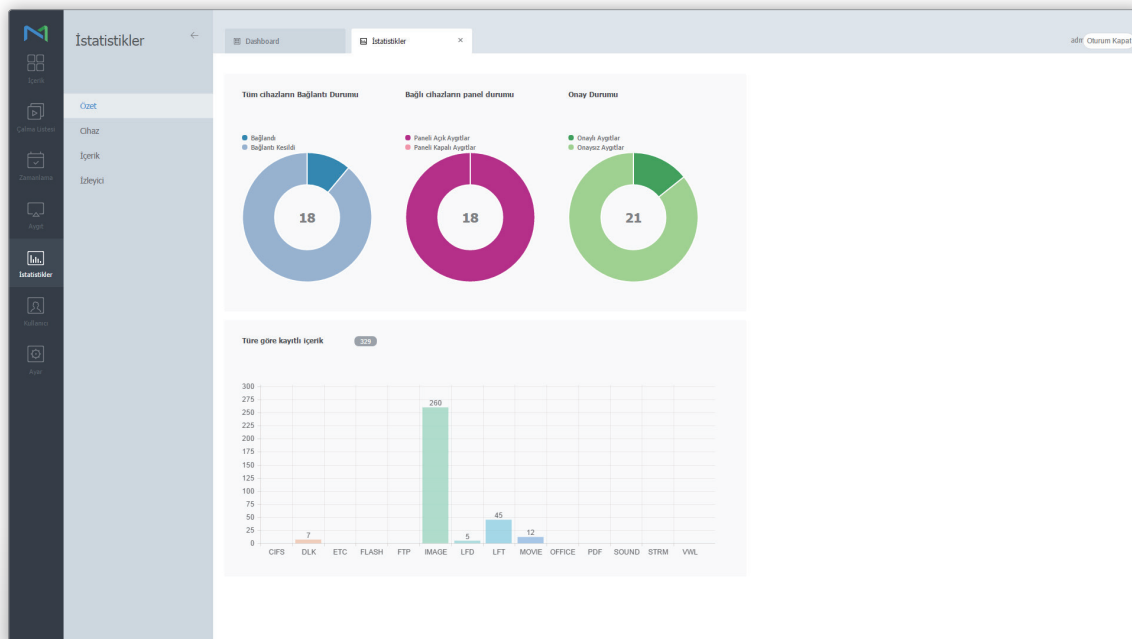 İstatistikler ←
Dashboard
İstatistikler ×
adm Oturum Kapat
İçerik
Çalma Listesi
Zamanlama
Aygıt
İstatistikler
Kullanıcı
Ayar
Özet
Cihaz
İçerik
İzleyici
Tüm cihazların Bağlantı Durumu
Bağlandı
Bağlantı Kesildi
18
Bağlı cihazların panel durumu
Paneli Açık Aygıtlar
Paneli Kapalı Aygıtlar
18
Onay Durumu
Onaylı Aygıtlar
Onaysız Aygıtlar
21
Türe göre kayıtlı içerik 329
300
275
250
225
200
175
150
125
100
75
50
25
0
7
260
5
45
12
CIFS DLK ETC FLASH FTP IMAGE LFD LFT MOVIE OFFICE PDF SOUND STRM VWL